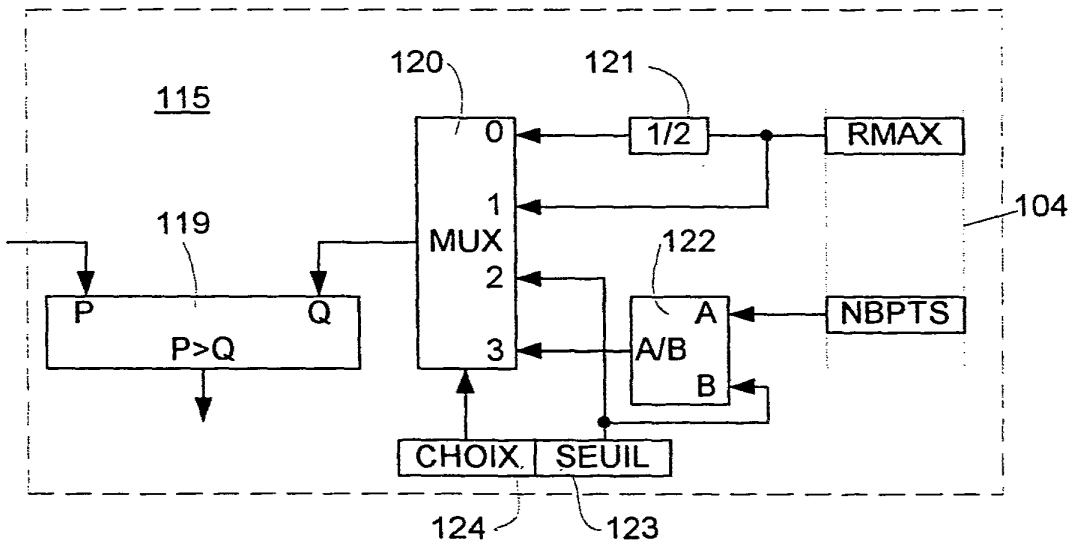 120
121
115
0
1/2
RMAX
1
104
119
MUX
122
2
P
Q
A
NBPTS
P>Q
3
A/B
B
CHOIX
SEUIL
124
123